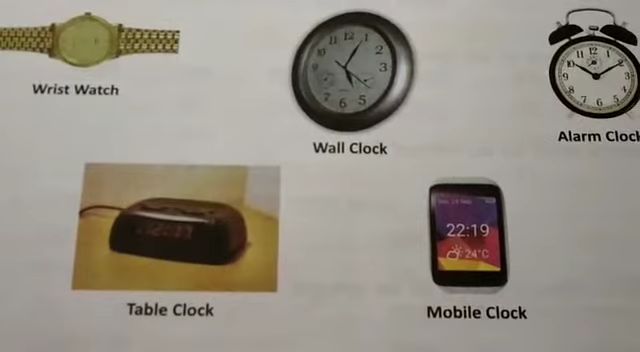 Wrist Watch
Wall Clock
Alarm Clock
Table Clock
22:19
24°C
Mobile Clock